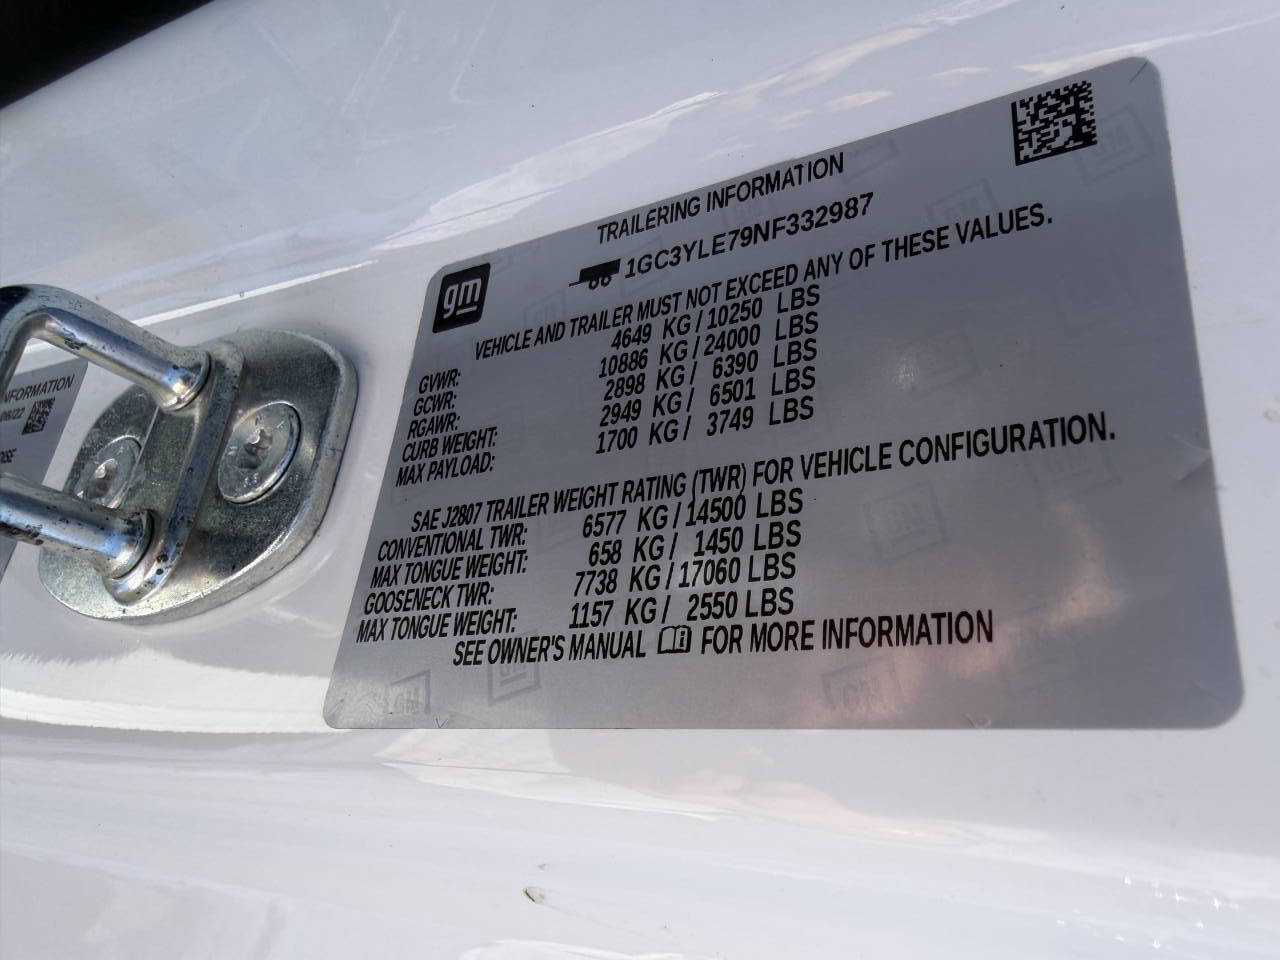 TRAILERING INFORMATION
1GC3YLE79NF332987
gm
VEHICLE AND TRAILER MUST NOT EXCEED ANY OF THESE VALUES.
GVWR: 4649 KG/10250 LBS
GCWR: 10886 KG/24000 LBS
RGAWR: 2898 KG/ 6390 LBS
CURB WEIGHT: 2949 KG/ 6501 LBS
MAX PAYLOAD: 1700 KG/ 3749 LBS
SAE J2807 TRAILER WEIGHT RATING (TWR) FOR VEHICLE CONFIGURATION.
CONVENTIONAL TWR: 6577 KG/14500 LBS
MAX TONGUE WEIGHT: 658 KG/ 1450 LBS
GOOSENECK TWR: 7738 KG/17060 LBS
MAX TONGUE WEIGHT: 1157 KG/ 2550 LBS
SEE OWNER'S MANUAL FOR MORE INFORMATION